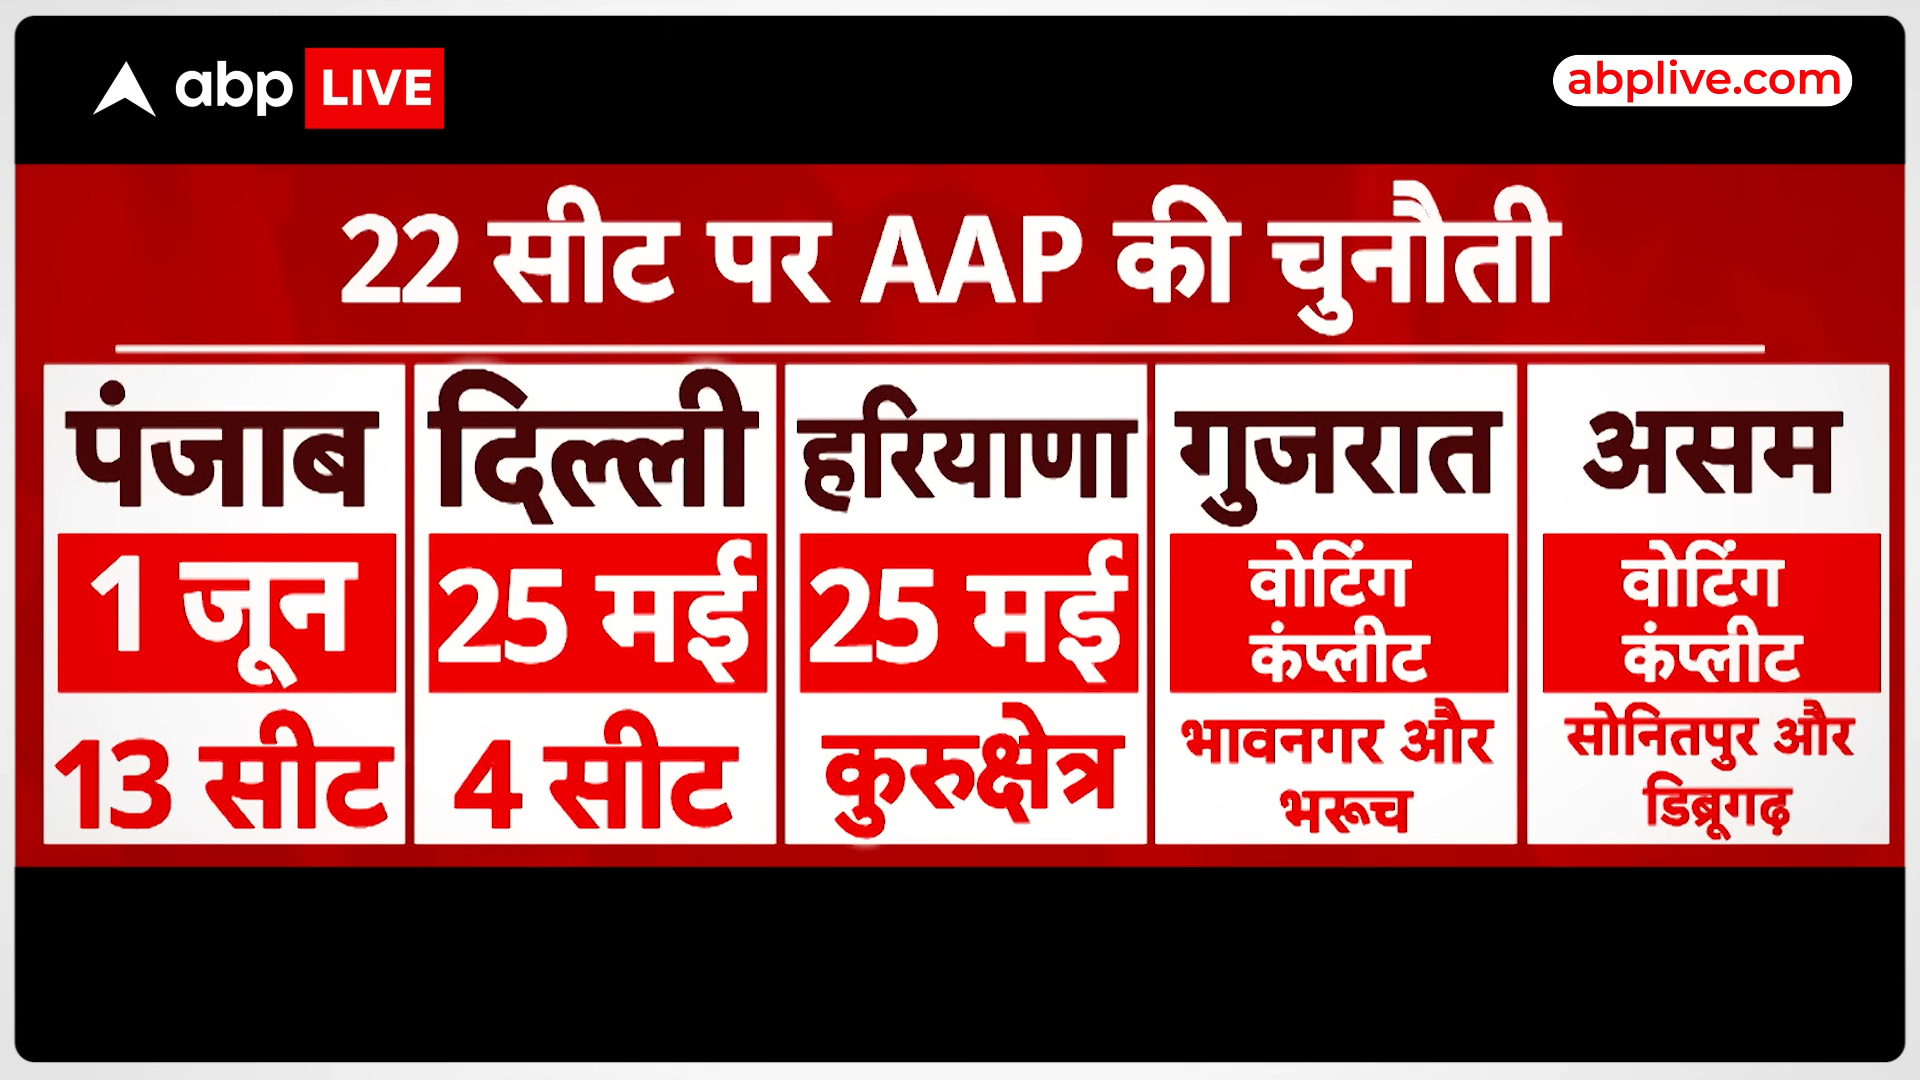 abp LIVE
abplive.com
22 सीट पर AAP की चुनौती
पंजाब
1 जून
13 सीट
दिल्ली
25 मई
4 सीट
हरियाणा
25 मई
कुरुक्षेत्र
गुजरात
वोटिंग
कंप्लीट
भावनगर और
भरूच
असम
वोटिंग
कंप्लीट
सोनितपुर और
डिब्रूगढ़